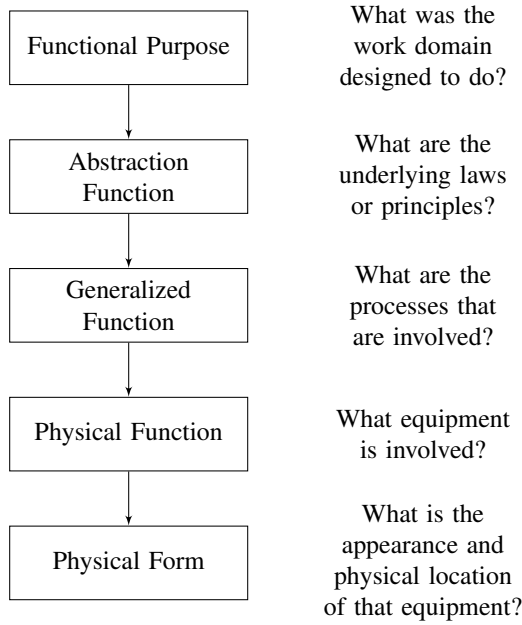 Functional Purpose
What was the
work domain
designed to do?
Abstraction
Function
What are the
underlying laws
or principles?
Generalized
Function
What are the
processes that
are involved?
Physical Function
What equipment
is involved?
Physical Form
What is the
appearance and
physical location
of that equipment?